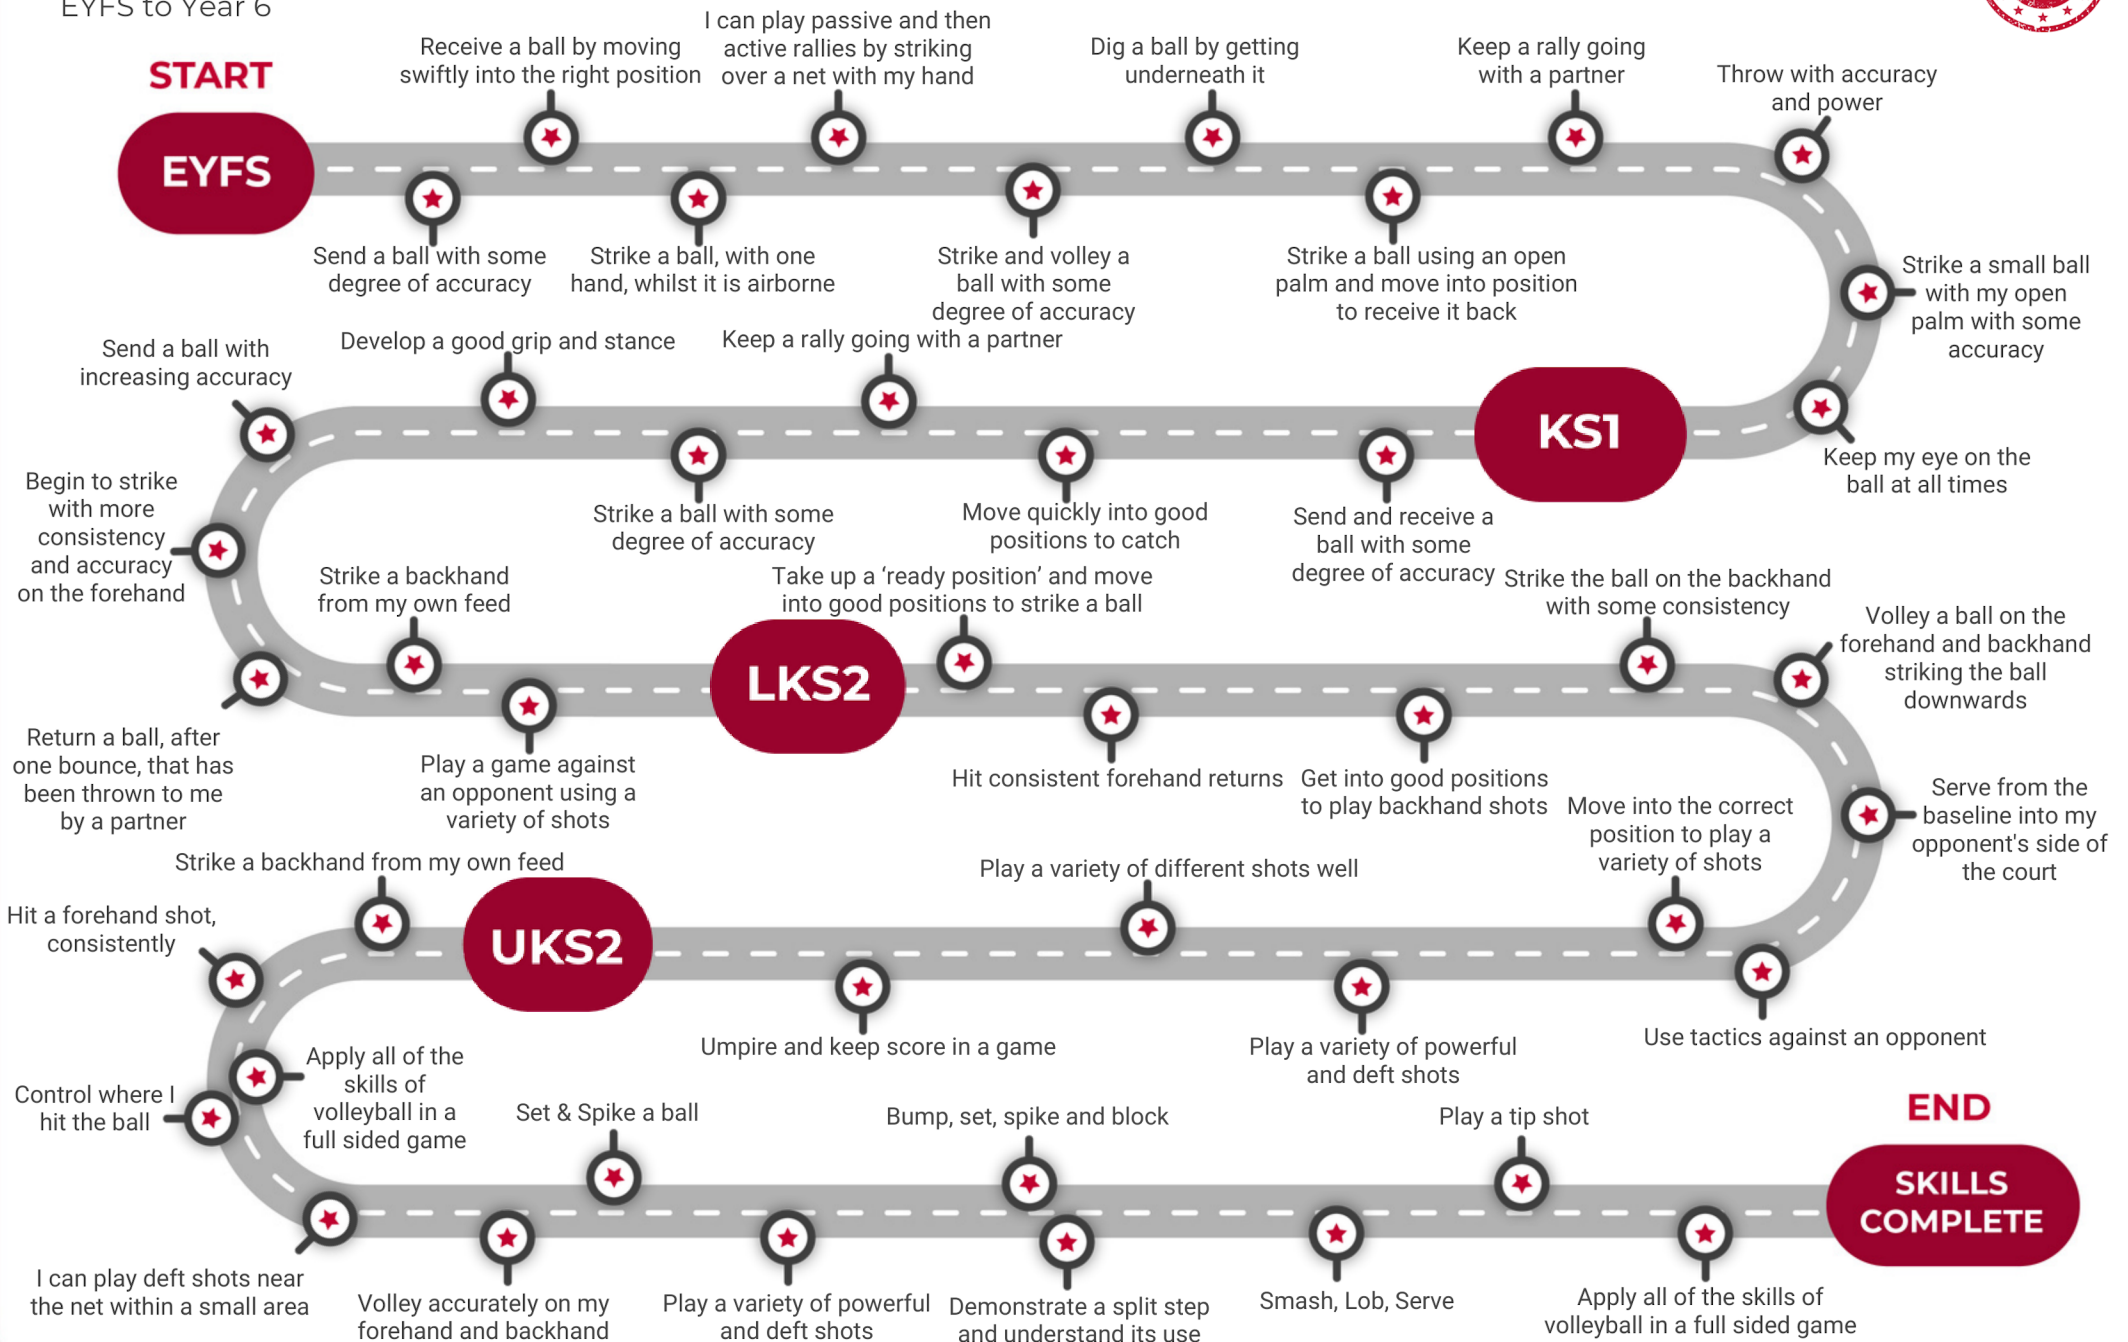 EYFS to Year 6
START
EYFS
Send a ball with some
degree of accuracy
Receive a ball by moving
swiftly into the right position
Strike a ball, with one
hand, whilst it is airborne
I can play passive and then
active rallies by striking
over a net with my hand
Strike and volley a
ball with some
degree of accuracy
Dig a ball by getting
underneath it
Strike a ball using an open
palm and move into position
to receive it back
Keep a rally going
with a partner
Throw with accuracy
and power
Strike a small ball
with my open
palm with some
accuracy
Keep my eye on the
ball at all times
KS1
Send and receive a
ball with some
degree of accuracy
Move quickly into good
positions to catch
Keep a rally going with a partner
Strike a ball with some
degree of accuracy
Develop a good grip and stance
Send a ball with
increasing accuracy
Begin to strike
with more
consistency
and accuracy
on the forehand
Return a ball, after
one bounce, that has
been thrown to me
by a partner
Strike a backhand
from my own feed
Play a game against
an opponent using a
variety of shots
LKS2
Take up a ‘ready position’ and move
into good positions to strike a ball
Hit consistent forehand returns
Get into good positions
to play backhand shots
Strike the ball on the backhand
with some consistency
Volley a ball on the
forehand and backhand
striking the ball
downwards
Serve from the
baseline into my
opponent's side of
the court
Use tactics against an opponent
Move into the correct
position to play a
variety of shots
Play a variety of powerful
and deft shots
Play a variety of different shots well
Umpire and keep score in a game
UKS2
Strike a backhand from my own feed
Hit a forehand shot,
consistently
Apply all of the
skills of
volleyball in a
full sided game
Control where I
hit the ball
I can play deft shots near
the net within a small area
Volley accurately on my
forehand and backhand
Set & Spike a ball
Play a variety of powerful
and deft shots
Bump, set, spike and block
Demonstrate a split step
and understand its use
Smash, Lob, Serve
Play a tip shot
Apply all of the skills of
volleyball in a full sided game
END
SKILLS
COMPLETE